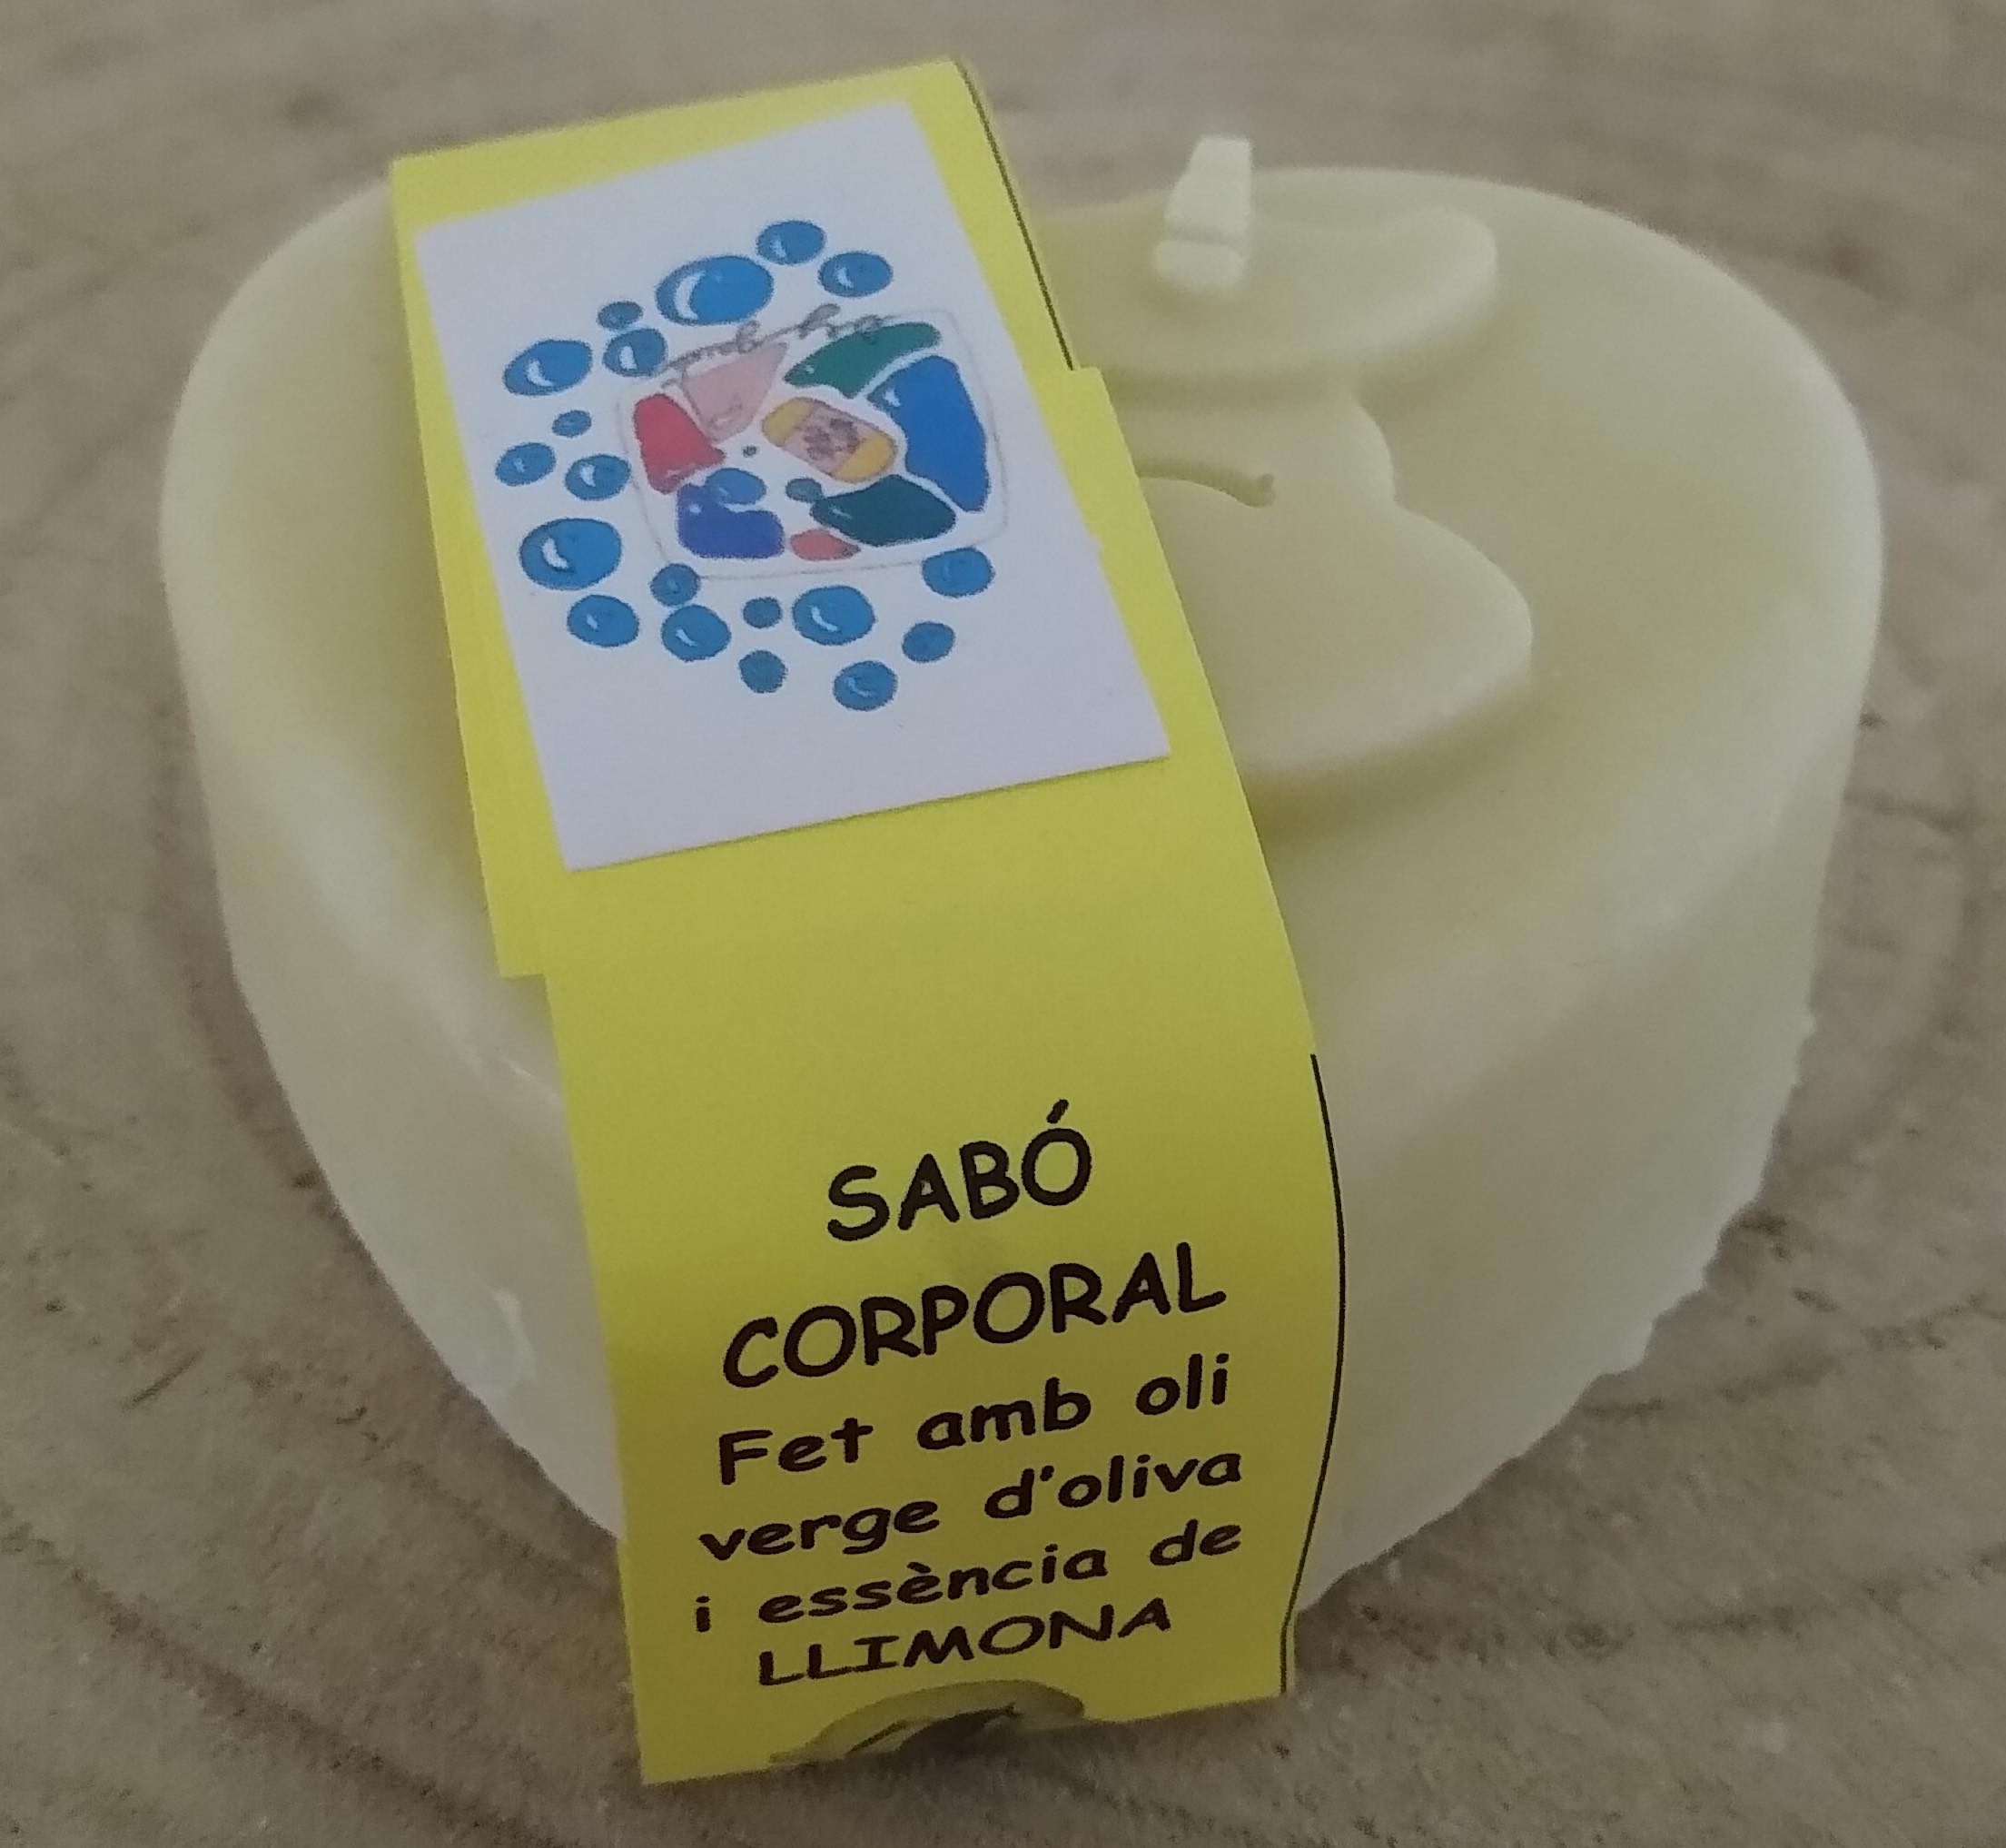 SABÓ
CORPORAL
Fet amb oli
verge d'oliva
i essència de
LLIMONA